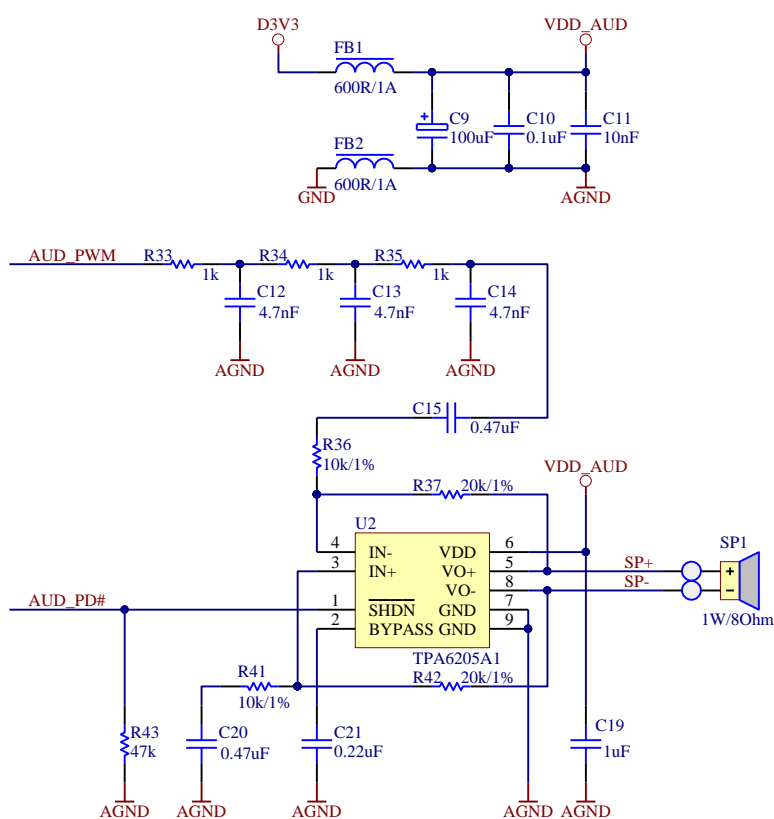 D3V3
VDD_AUD
FB1
600R/1A
C9
100uF
C10
0.1uF
C11
10nF
+
FB2
600R/1A
GND
AGND
AUD_PWM
R33
1k
R34
1k
R35
1k
C12
4.7nF
C13
4.7nF
C14
4.7nF
AGND
AGND
AGND
C15
0.47uF
R36
10k/1%
VDD_AUD
R37
20k/1%
U2
4
IN-
VDD
6
3
IN+
VO+
5
VO-
8
1
SHDN
GND
7
2
BYPASS
GND
9
TPA6205A1
SP+
SP-
SP1
+
-
1W/8Ohm
AUD_PD#
R41
10k/1%
R42
20k/1%
R43
47k
C20
0.47uF
C21
0.22uF
C19
1uF
AGND
AGND
AGND
AGND
AGND